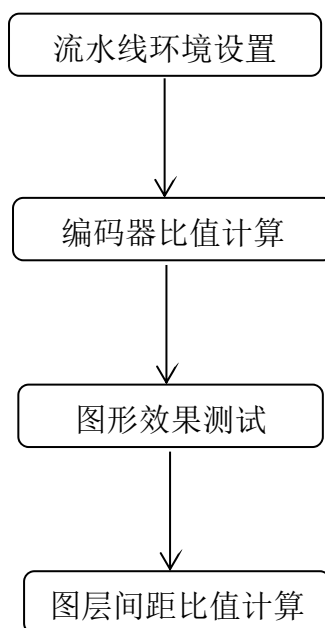 流水线环境设置
编码器比值计算
图形效果测试
图层间距比值计算